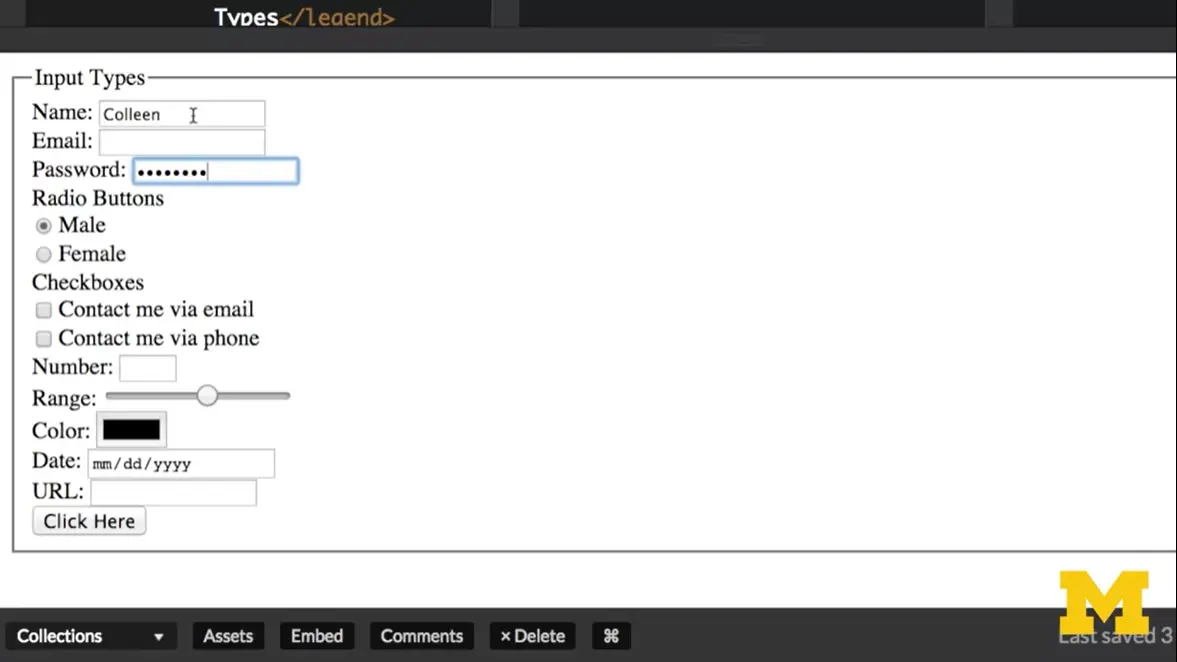 Types</legend>
Input Types
Name: Colleen
Email:
Password: ••••••••
Radio Buttons
Male
Female
Checkboxes
Contact me via email
Contact me via phone
Number:
Range:
Color:
Date: mm/dd/yyyy
URL:
Click Here
M
Collections Assets Embed Comments × Delete ⌘ Last saved 3